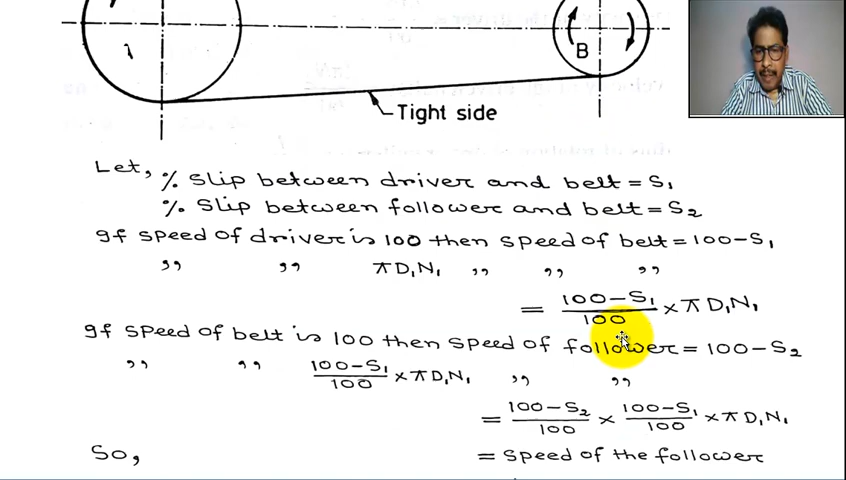 B
Tight side
Let, % slip between driver and belt = S₁
% slip between follower and belt = S₂
If speed of driver is 100 then speed of belt = 100 - S₁
,, ,, πD₁N₁ ,, ,, ,,
= (100 - S₁)/100 × πD₁N₁
If speed of belt is 100 then speed of follower = 100 - S₂
,, ,, (100 - S₁)/100 × πD₁N₁ ,, ,,
= (100 - S₂)/100 × (100 - S₁)/100 × πD₁N₁
So, = speed of the follower